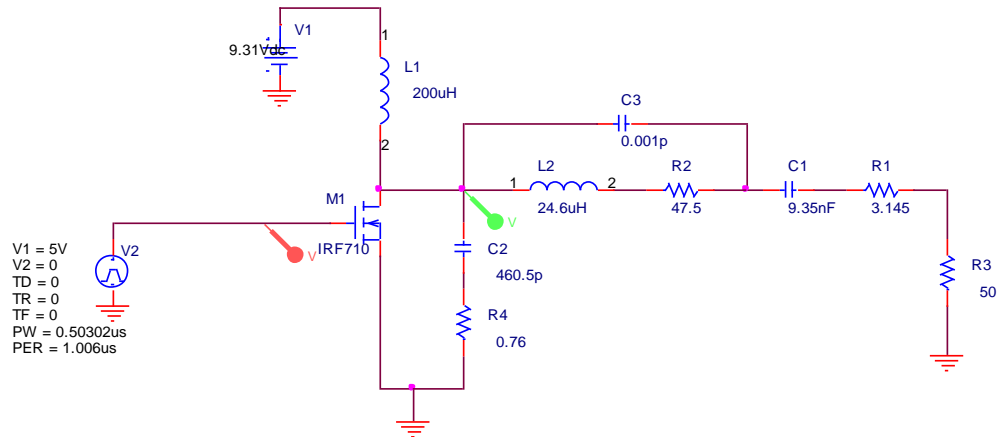 V1
9.31Vdc
1
L1
200uH
2
C3
0.001p
L2
1
2
24.6uH
R2
47.5
C1
9.35nF
R1
3.145
M1
IRF710
V
V
C2
460.5p
R4
0.76
R3
50
V2
V1 = 5V
V2 = 0
TD = 0
TR = 0
TF = 0
PW = 0.50302us
PER = 1.006us